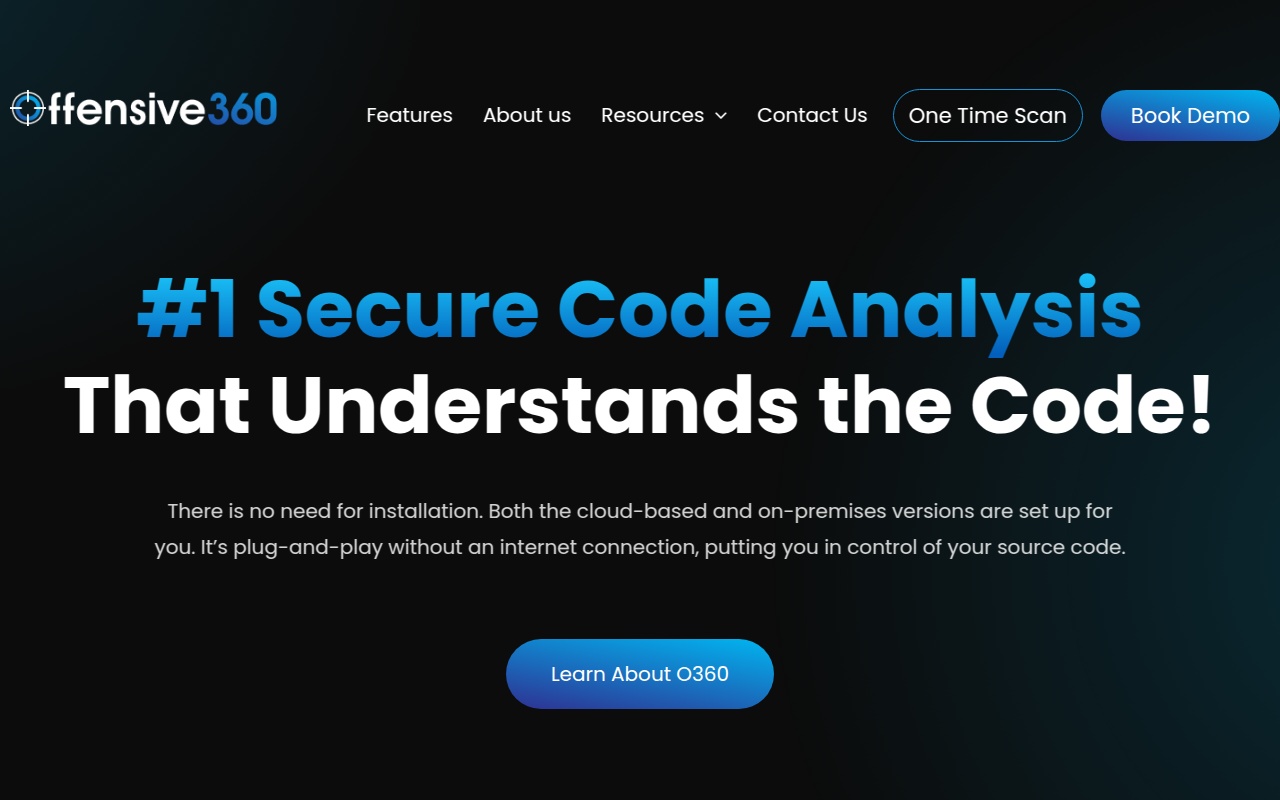 Offensive360
Features
About us
Resources
Contact Us
One Time Scan
Book Demo
#1 Secure Code Analysis
That Understands the Code!
There is no need for installation. Both the cloud-based and on-premises versions are set up for
you. It’s plug-and-play without an internet connection, putting you in control of your source code.
Learn About O360